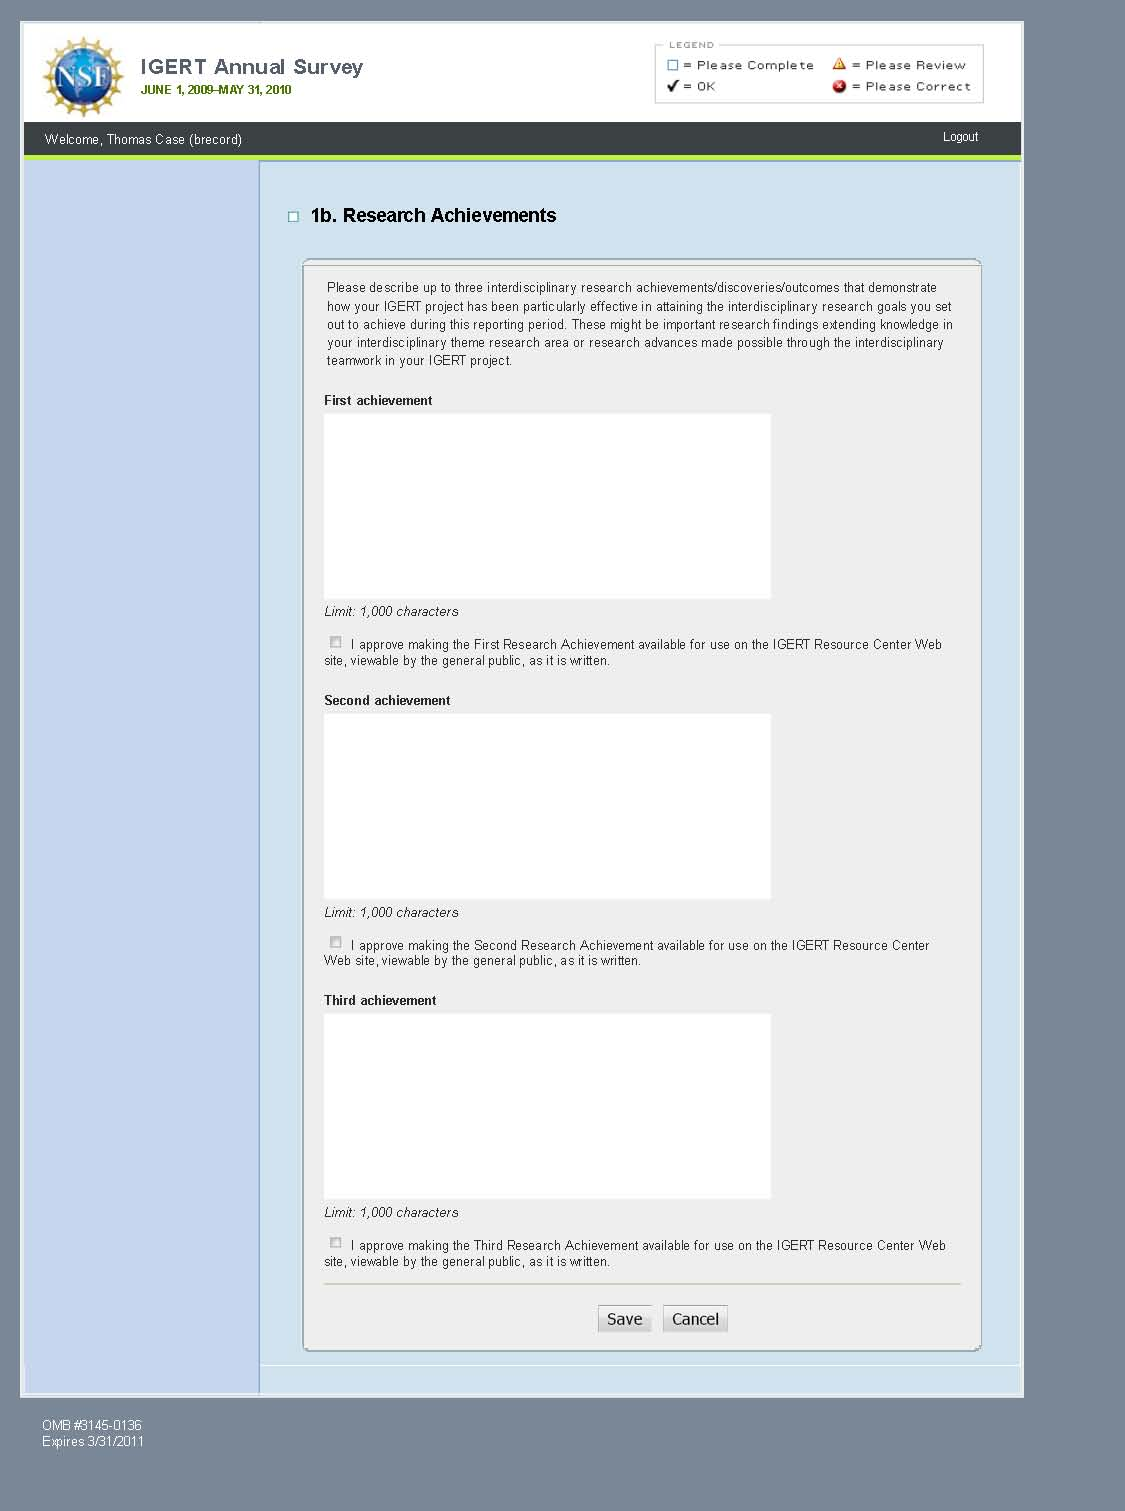 NSF
IGERT Annual Survey
JUNE 1, 2009–MAY 31, 2010
LEGEND
= Please Complete
= Please Review
= OK
= Please Correct
Welcome, Thomas Case (brecord)
Logout
1b. Research Achievements
Please describe up to three interdisciplinary research achievements/discoveries/outcomes that demonstrate
how your IGERT project has been particularly effective in attaining the interdisciplinary research goals you set
out to achieve during this reporting period. These might be important research findings extending knowledge in
your interdisciplinary theme research area or research advances made possible through the interdisciplinary
teamwork in your IGERT project.
First achievement
Limit: 1,000 characters
I approve making the First Research Achievement available for use on the IGERT Resource Center Web
site, viewable by the general public, as it is written.
Second achievement
Limit: 1,000 characters
I approve making the Second Research Achievement available for use on the IGERT Resource Center
Web site, viewable by the general public, as it is written.
Third achievement
Limit: 1,000 characters
I approve making the Third Research Achievement available for use on the IGERT Resource Center Web
site, viewable by the general public, as it is written.
Save
Cancel
OMB #3145-0136
Expires 3/31/2011